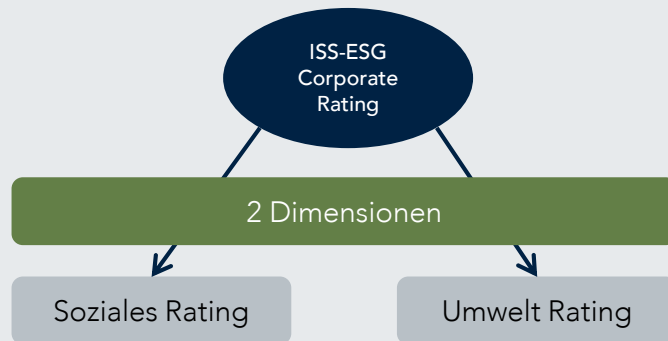 ISS-ESG
Corporate
Rating
2 Dimensionen
Soziales Rating
Umwelt Rating